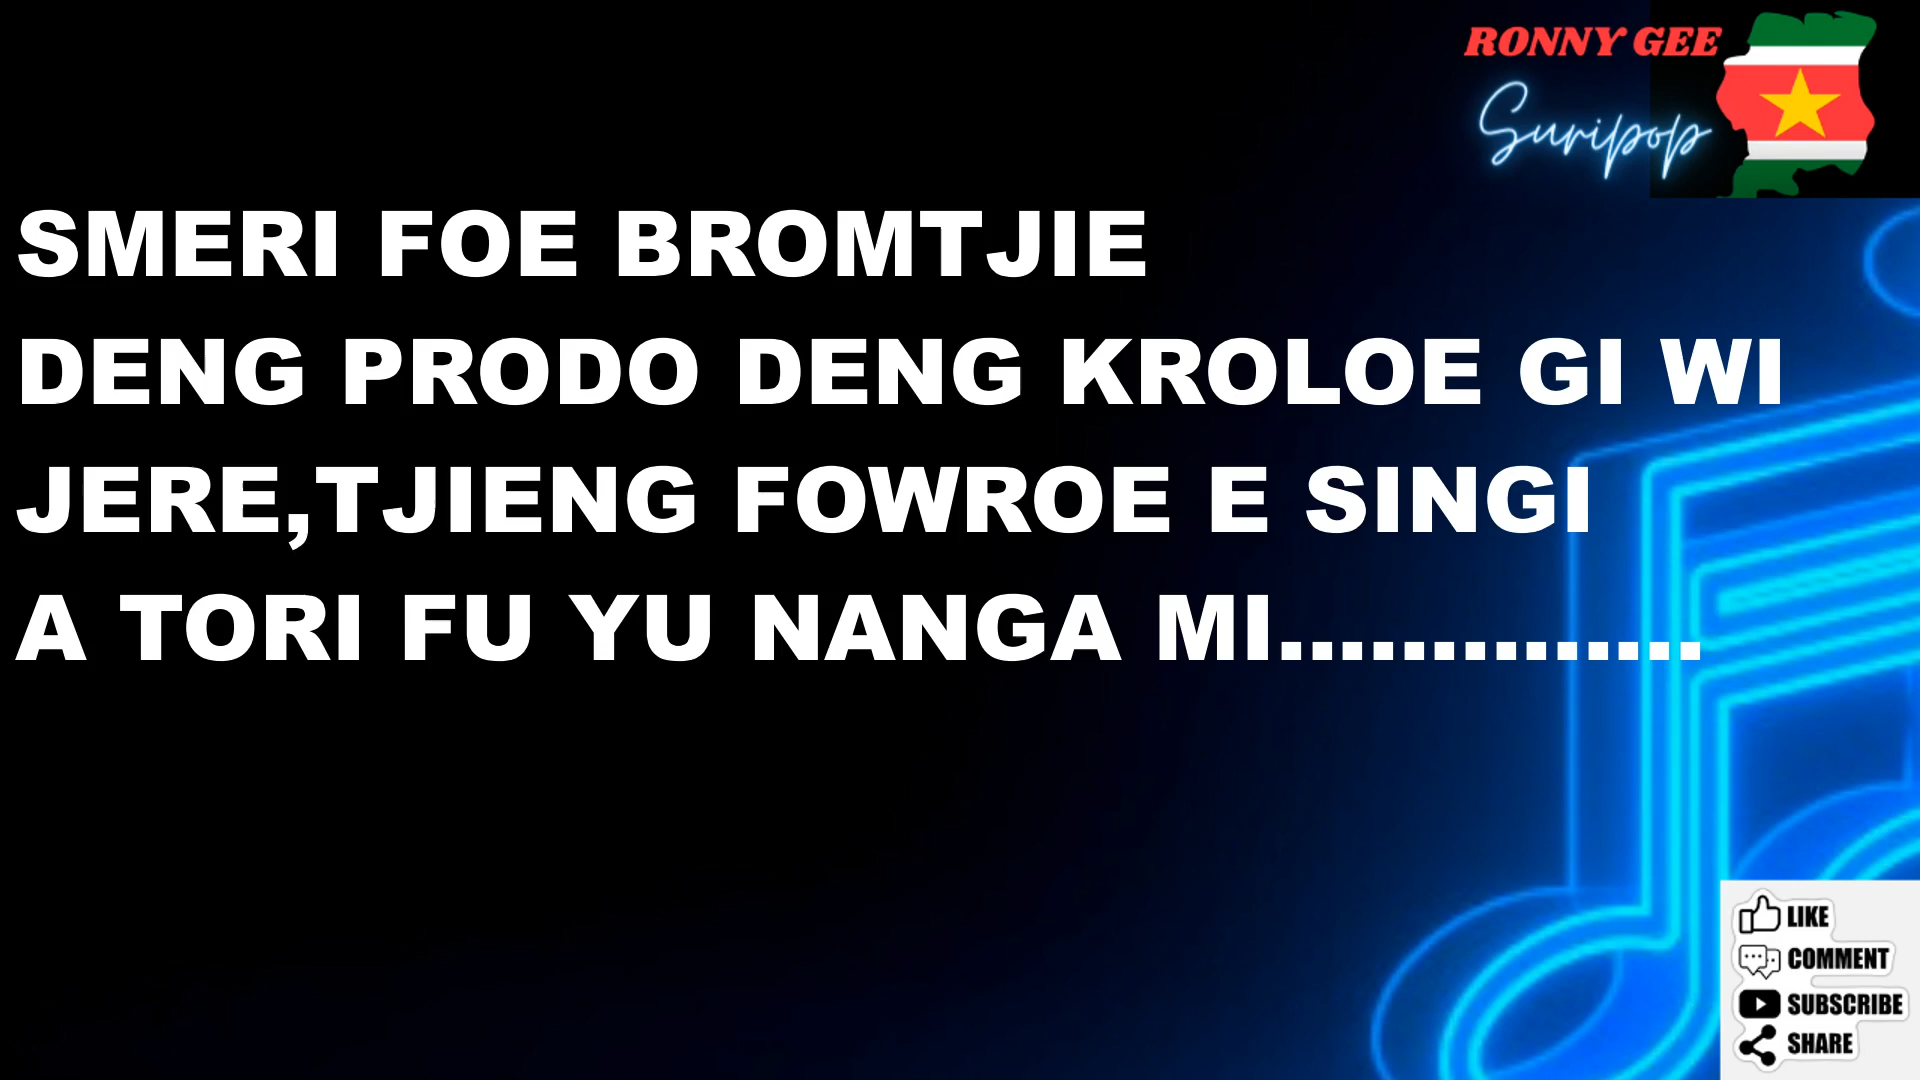 RONNY GEE
Suripop
SMERI FOE BROMTJIE
DENG PRODO DENG KROLOE GI WI
JERE,TJIENG FOWROE E SINGI
A TORI FU YU NANGA MI..............
LIKE
COMMENT
SUBSCRIBE
SHARE